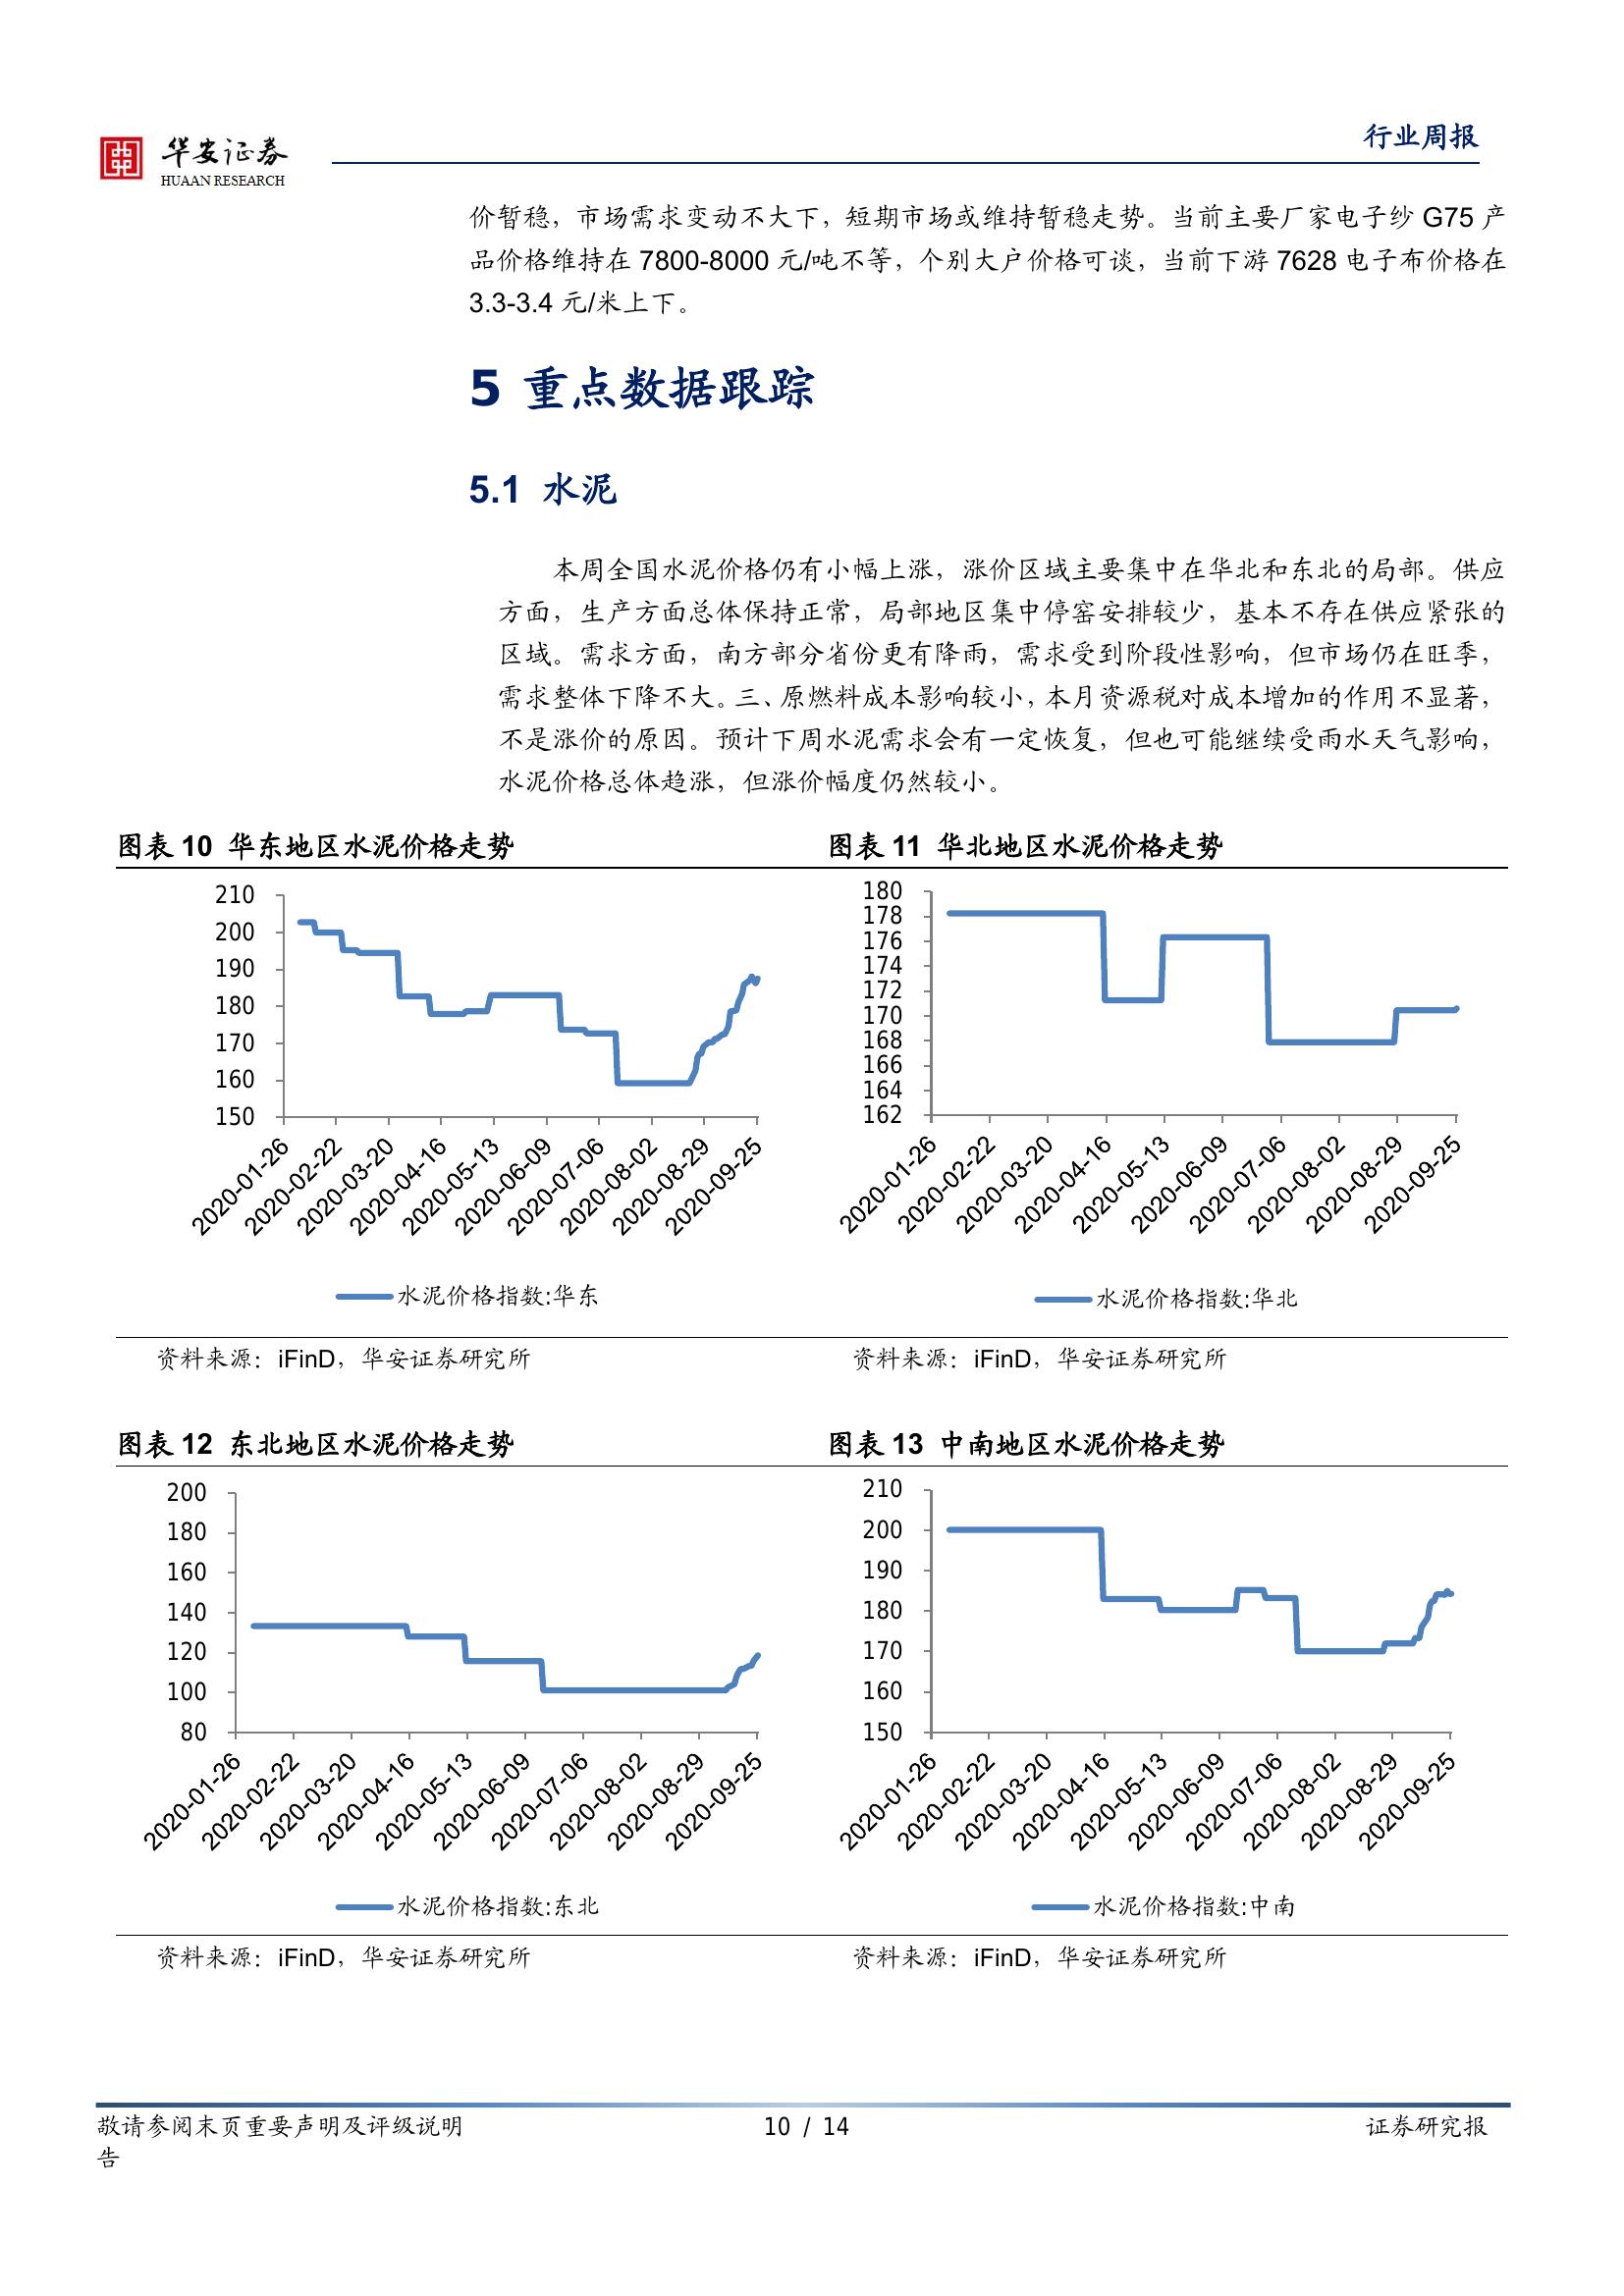 华安证券
HUAAN RESEARCH
行业周报
价暂稳，市场需求变动不大下，短期市场或维持暂稳走势。当前主要厂家电子纱 G75 产
品价格维持在 7800-8000 元/吨不等，个别大户价格可谈，当前下游 7628 电子布价格在
3.3-3.4 元/米上下。
5 重点数据跟踪
5.1 水泥
本周全国水泥价格仍有小幅上涨，涨价区域主要集中在华北和东北的局部。供应
方面，生产方面总体保持正常，局部地区集中停窑安排较少，基本不存在供应紧张的
区域。需求方面，南方部分省份更有降雨，需求受到阶段性影响，但市场仍在旺季，
需求整体下降不大。三、原燃料成本影响较小，本月资源税对成本增加的作用不显著，
不是涨价的原因。预计下周水泥需求会有一定恢复，但也可能继续受雨水天气影响，
水泥价格总体趋涨，但涨价幅度仍然较小。
图表 10 华东地区水泥价格走势
210
200
190
180
170
160
150
2020-01-26
2020-02-22
2020-03-20
2020-04-16
2020-05-13
2020-06-09
2020-07-06
2020-08-02
2020-08-29
2020-09-25
水泥价格指数:华东
资料来源：iFinD，华安证券研究所
图表 11 华北地区水泥价格走势
180
178
176
174
172
170
168
166
164
162
2020-01-26
2020-02-22
2020-03-20
2020-04-16
2020-05-13
2020-06-09
2020-07-06
2020-08-02
2020-08-29
2020-09-25
水泥价格指数:华北
资料来源：iFinD，华安证券研究所
图表 12 东北地区水泥价格走势
200
180
160
140
120
100
80
2020-01-26
2020-02-22
2020-03-20
2020-04-16
2020-05-13
2020-06-09
2020-07-06
2020-08-02
2020-08-29
2020-09-25
水泥价格指数:东北
资料来源：iFinD，华安证券研究所
图表 13 中南地区水泥价格走势
210
200
190
180
170
160
150
2020-01-26
2020-02-22
2020-03-20
2020-04-16
2020-05-13
2020-06-09
2020-07-06
2020-08-02
2020-08-29
2020-09-25
水泥价格指数:中南
资料来源：iFinD，华安证券研究所
敬请参阅末页重要声明及评级说明 10 / 14 证券研究报
告